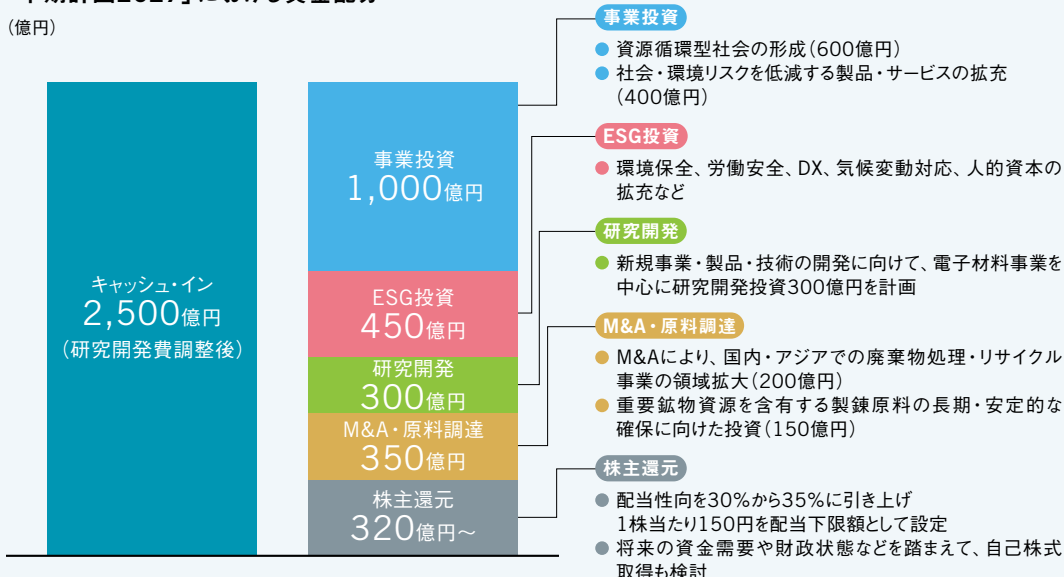 (億円)
キャッシュ・イン
2,500億円
(研究開発費調整後)
事業投資
1,000億円
ESG投資
450億円
研究開発
300億円
M&A・原料調達
350億円
株主還元
320億円～
事業投資
● 資源循環型社会の形成(600億円)
● 社会・環境リスクを低減する製品・サービスの拡充
(400億円)
ESG投資
● 環境保全、労働安全、DX、気候変動対応、人的資本の
拡充など
研究開発
● 新規事業・製品・技術の開発に向けて、電子材料事業を
中心に研究開発投資300億円を計画
M&A・原料調達
● M&Aにより、国内・アジアでの廃棄物処理・リサイクル
事業の領域拡大(200億円)
● 重要鉱物資源を含有する製錬原料の長期・安定的な
確保に向けた投資(150億円)
株主還元
● 配当性向を30%から35%に引き上げ
1株当たり150円を配当下限額として設定
● 将来の資金需要や財政状態などを踏まえて、自己株式
取得も検討